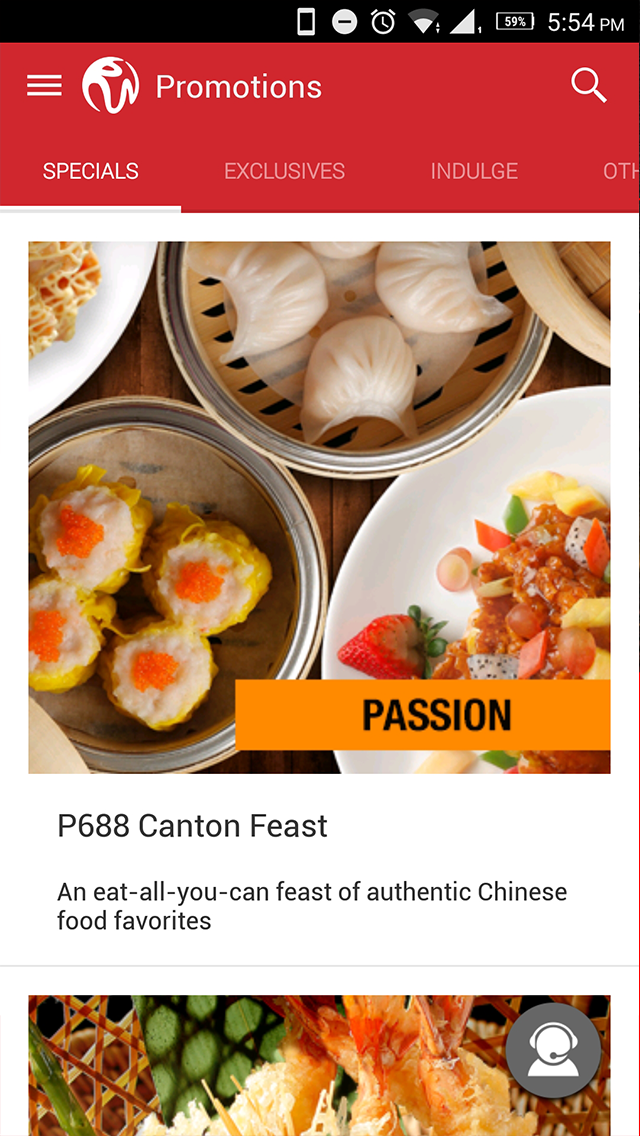 59% 5:54 PM
Promotions
SPECIALS EXCLUSIVES INDULGE OTH
PASSION
P688 Canton Feast
An eat-all-you-can feast of authentic Chinese
food favorites